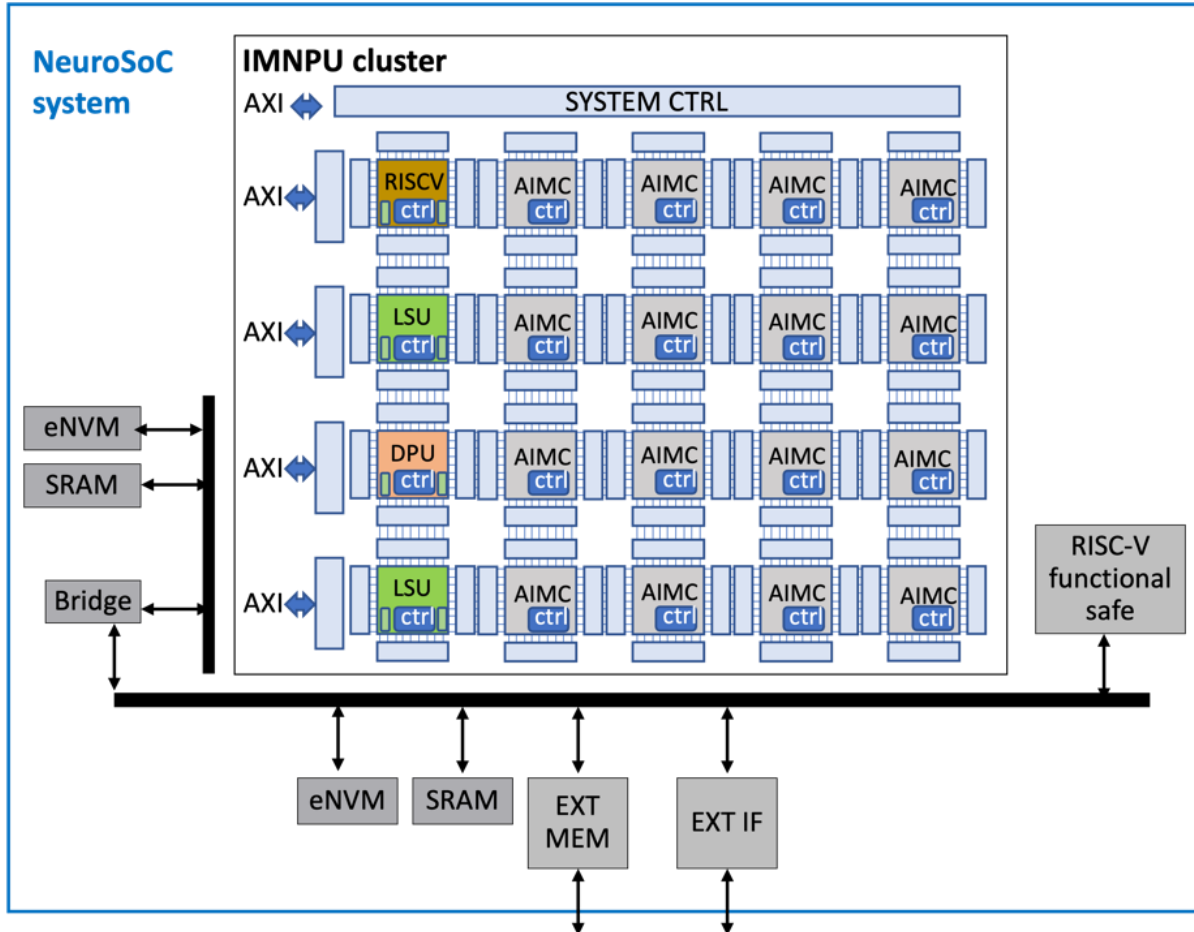 NeuroSoC
system
IMNPU cluster
AXI
SYSTEM CTRL
AXI
RISCV
ctrl
AIMC
ctrl
AIMC
ctrl
AIMC
ctrl
AIMC
ctrl
AXI
LSU
ctrl
AIMC
ctrl
AIMC
ctrl
AIMC
ctrl
AIMC
ctrl
AXI
DPU
ctrl
AIMC
ctrl
AIMC
ctrl
AIMC
ctrl
AIMC
ctrl
AXI
LSU
ctrl
AIMC
ctrl
AIMC
ctrl
AIMC
ctrl
AIMC
ctrl
eNVM
SRAM
Bridge
RISC-V
functional
safe
eNVM
SRAM
EXT
MEM
EXT IF